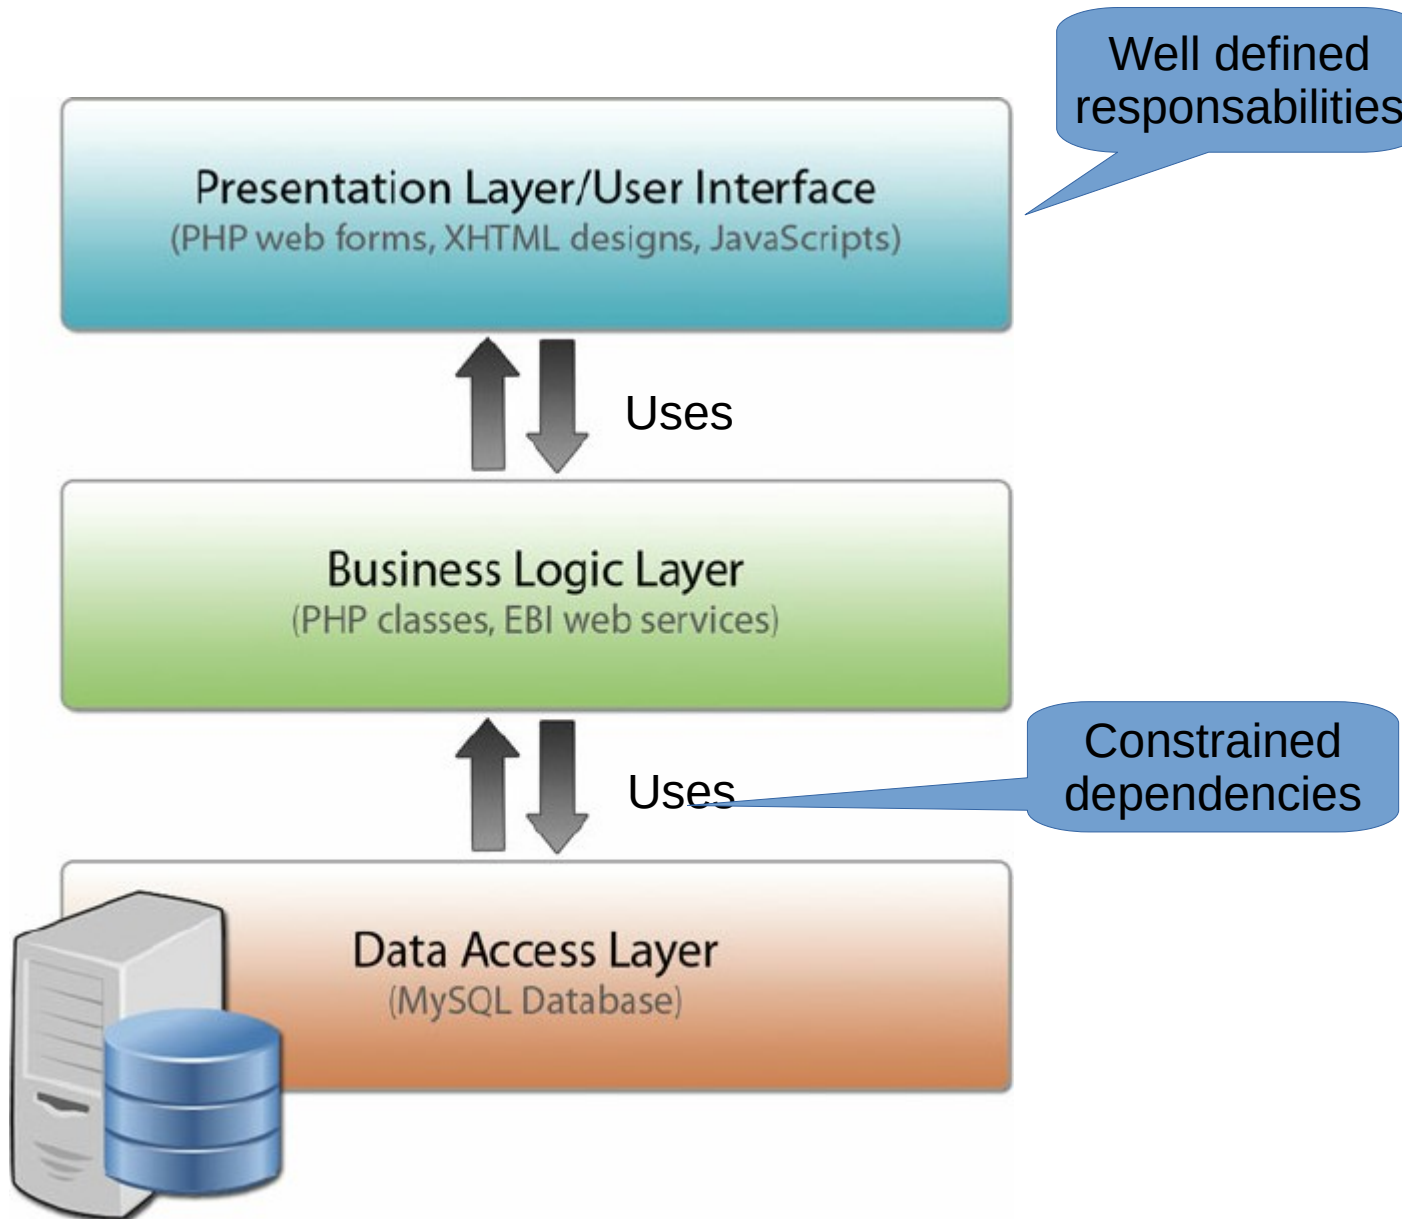 Well defined
responsabilities
Presentation Layer/User Interface
(PHP web forms, XHTML designs, JavaScripts)
Uses
Business Logic Layer
(PHP classes, EBI web services)
Uses
Constrained
dependencies
Data Access Layer
(MySQL Database)